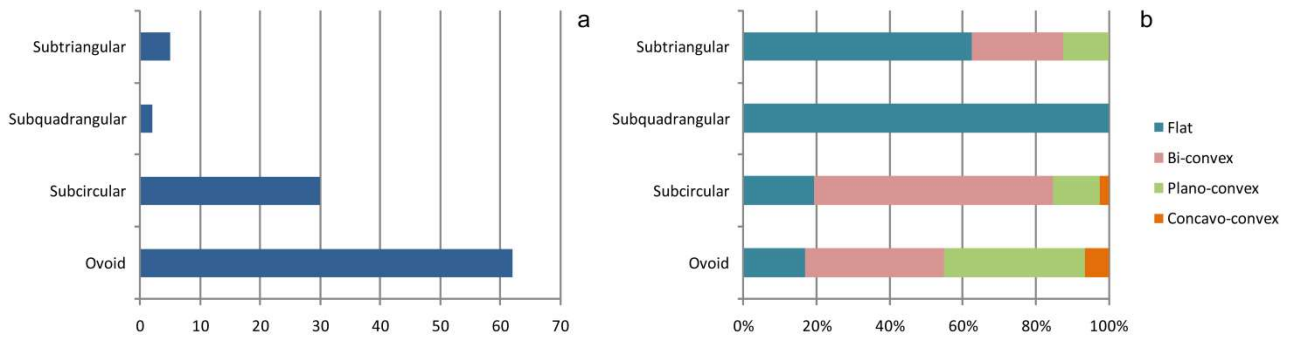 a
Subtriangular
Subquadrangular
Subcircular
Ovoid
0 10 20 30 40 50 60 70
b
Subtriangular
Subquadrangular
Subcircular
Ovoid
0% 20% 40% 60% 80% 100%
Flat
Bi-convex
Plano-convex
Concavo-convex